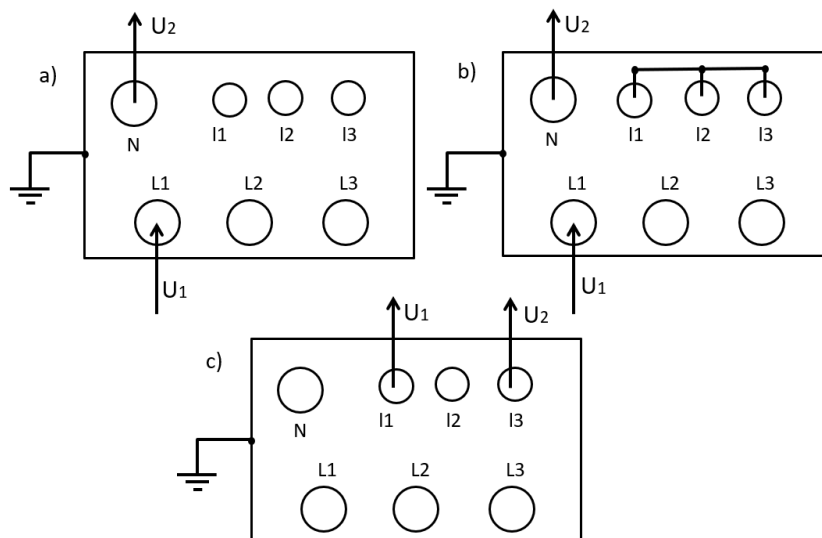 a)
U2
N
I1 I2 I3
L1 L2 L3
U1
b)
U2
N
I1 I2 I3
L1 L2 L3
U1
c)
U1 U2
N
I1 I2 I3
L1 L2 L3